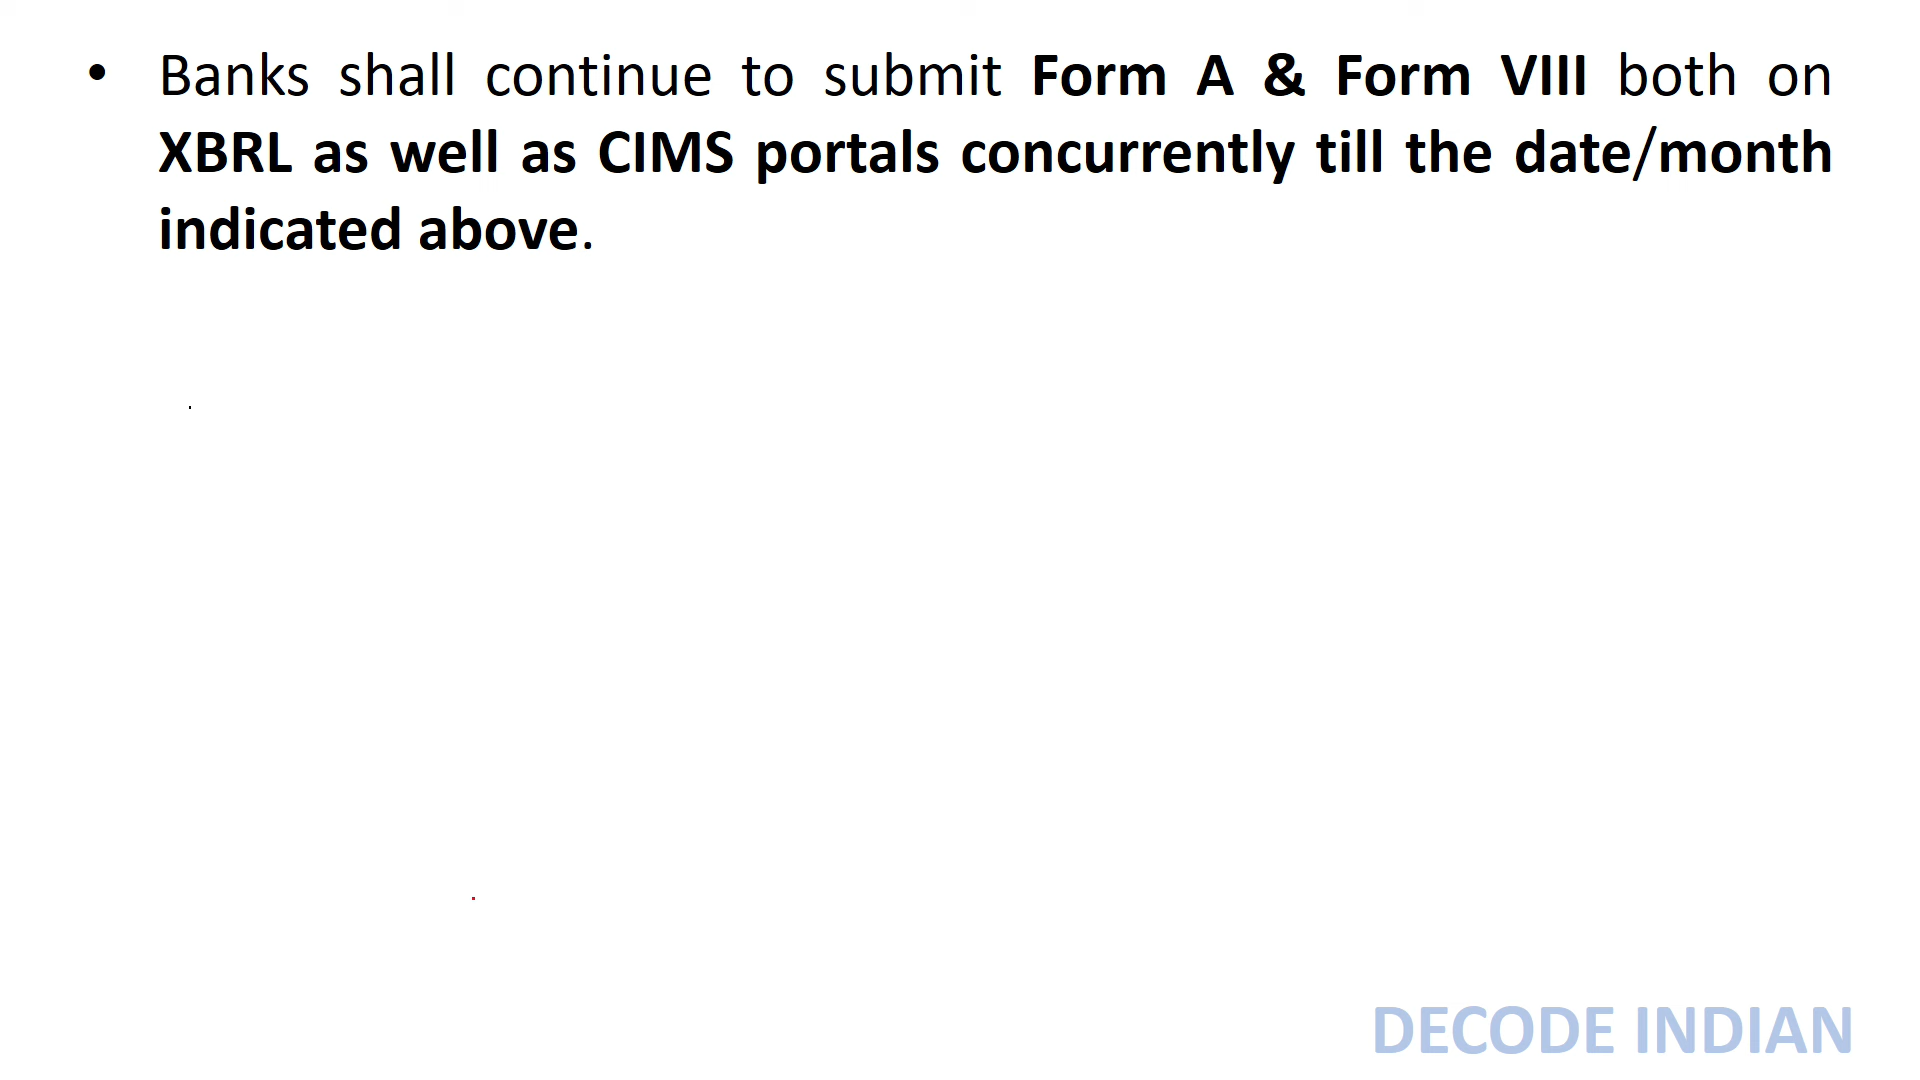 • Banks shall continue to submit Form A & Form VIII both on
XBRL as well as CIMS portals concurrently till the date/month
indicated above.
DECODE INDIAN